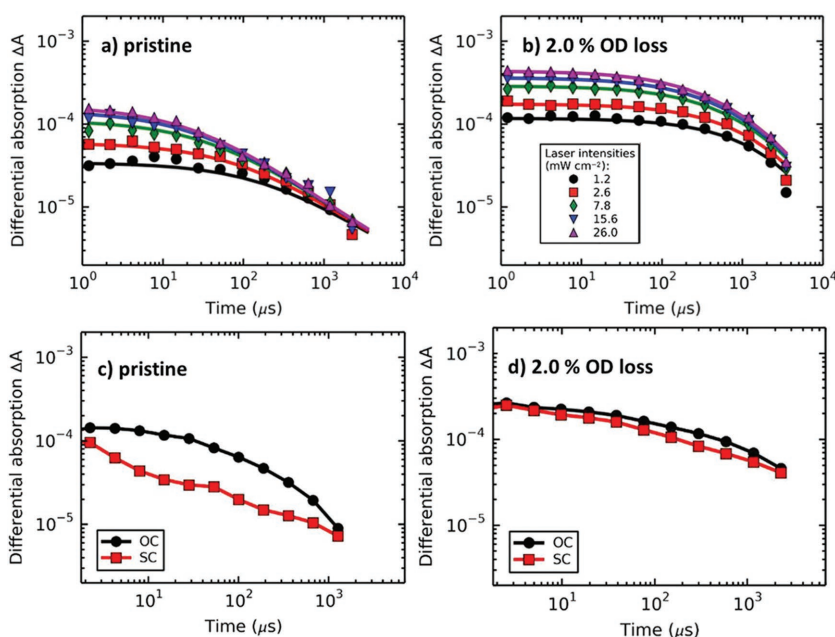 a) pristine
10⁻³
10⁻⁴
10⁻⁵
Differential absorption ΔA
10⁰
10¹
10²
10³
10⁴
Time (μs)
b) 2.0 % OD loss
10⁻³
10⁻⁴
10⁻⁵
Differential absorption ΔA
Laser intensities
(mW cm⁻²):
1.2
2.6
7.8
15.6
26.0
10⁰
10¹
10²
10³
10⁴
Time (μs)
c) pristine
10⁻³
10⁻⁴
10⁻⁵
Differential absorption ΔA
OC
SC
10¹
10²
10³
Time (μs)
d) 2.0 % OD loss
10⁻³
10⁻⁴
10⁻⁵
Differential absorption ΔA
OC
SC
10¹
10²
10³
Time (μs)